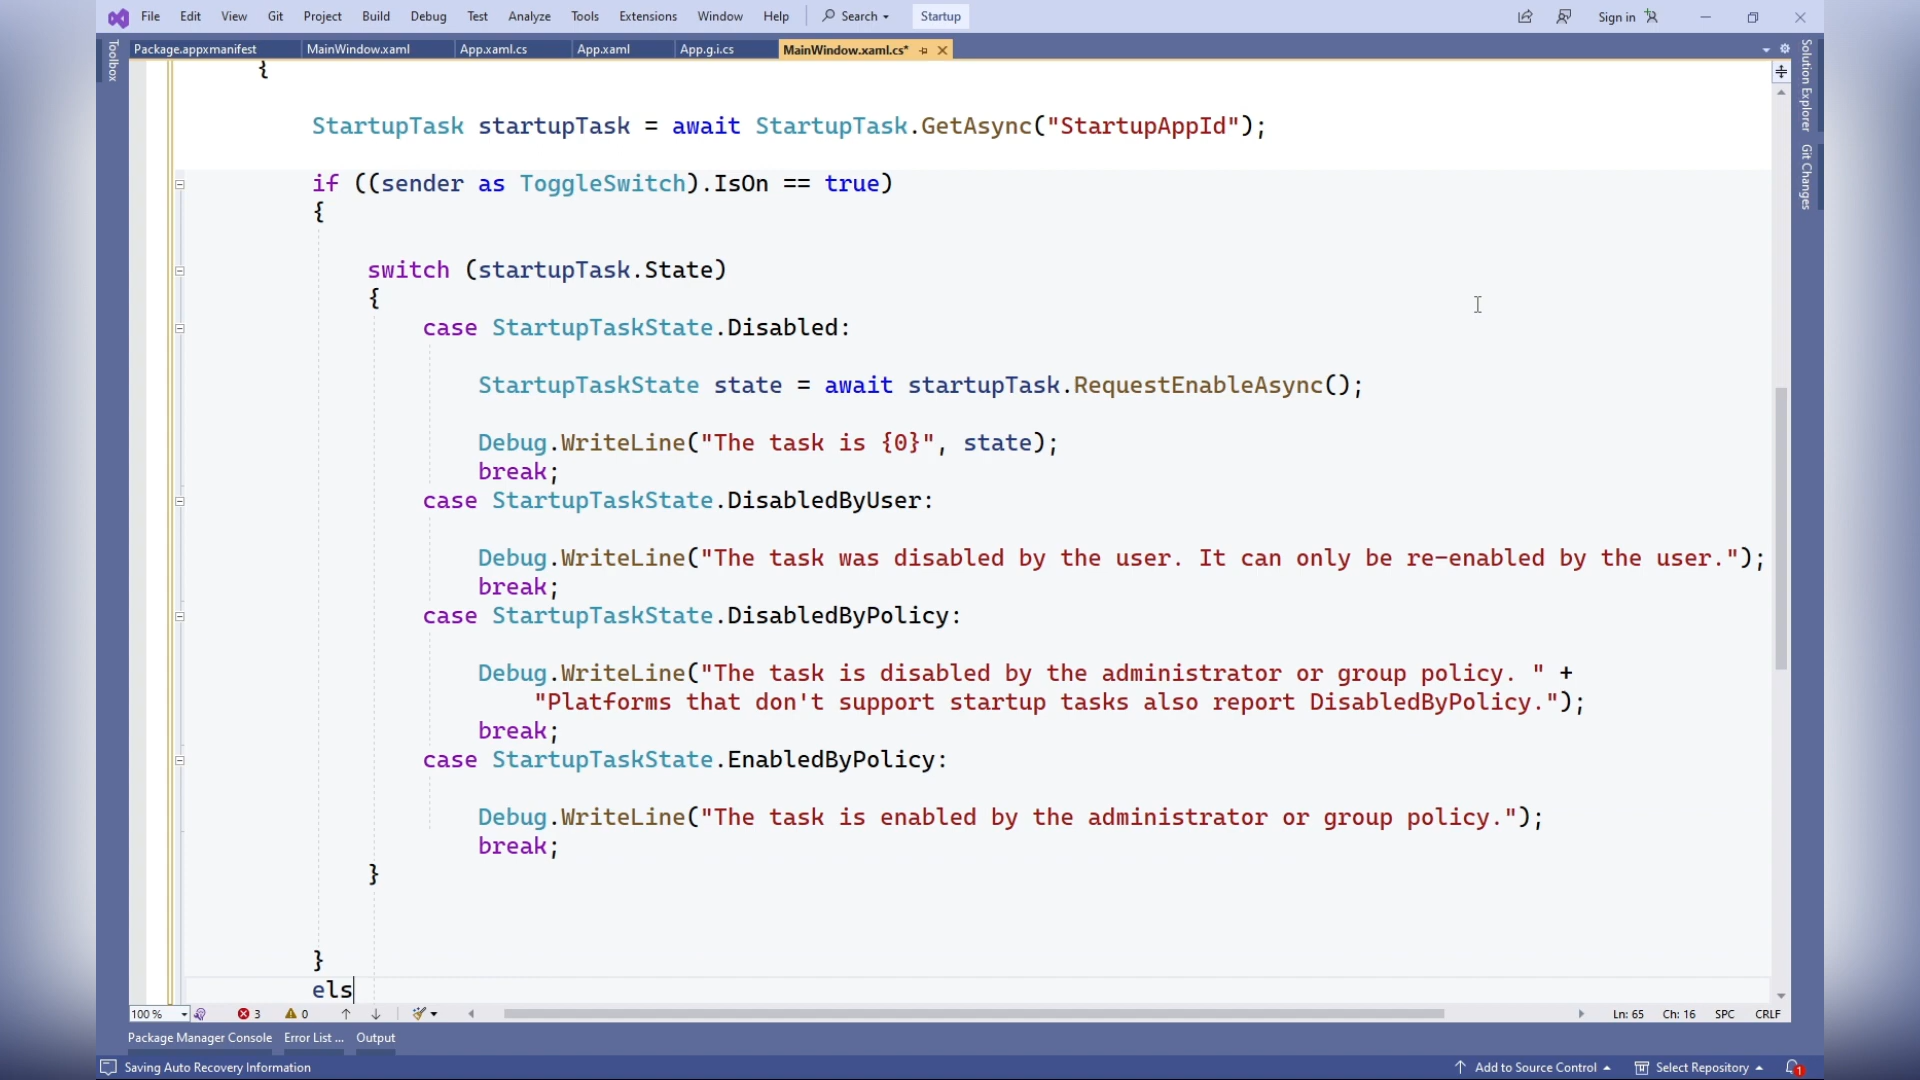 File Edit View Git Project Build Debug Test Analyze Tools Extensions Window Help Search Startup Sign in
Toolbox
Package.appxmanifest MainWindow.xaml App.xaml.cs App.xaml App.g.i.cs MainWindow.xaml.cs*
Solution Explorer
Git Changes
{
StartupTask startupTask = await StartupTask.GetAsync("StartupAppId");
if ((sender as ToggleSwitch).IsOn == true)
{
switch (startupTask.State)
{
case StartupTaskState.Disabled:
StartupTaskState state = await startupTask.RequestEnableAsync();
Debug.WriteLine("The task is {0}", state);
break;
case StartupTaskState.DisabledByUser:
Debug.WriteLine("The task was disabled by the user. It can only be re-enabled by the user.");
break;
case StartupTaskState.DisabledByPolicy:
Debug.WriteLine("The task is disabled by the administrator or group policy. " +
"Platforms that don't support startup tasks also report DisabledByPolicy.");
break;
case StartupTaskState.EnabledByPolicy:
Debug.WriteLine("The task is enabled by the administrator or group policy.");
break;
}
}
els
100 % 3 0 Ln: 65 Ch: 16 SPC CRLF
Package Manager Console Error List ... Output
Saving Auto Recovery Information Add to Source Control Select Repository 1